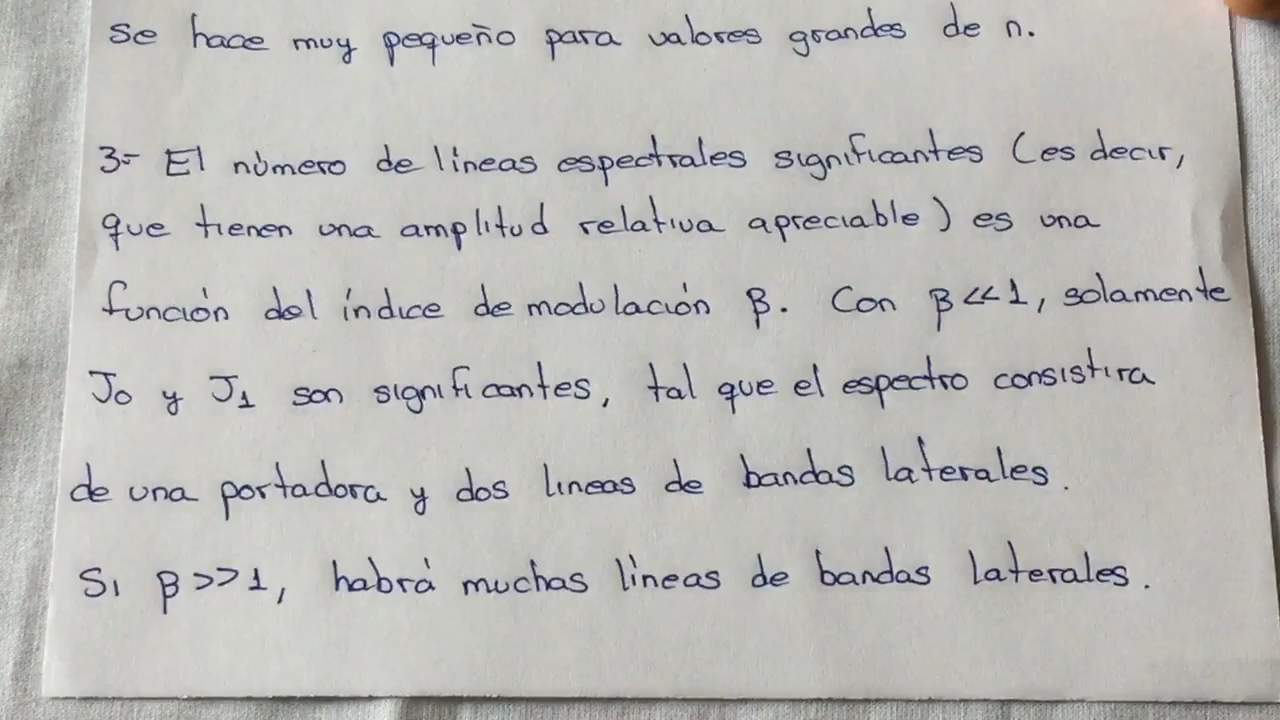 se hace muy pequeño para valores grandes de n.
3- El número de líneas espectrales significantes (es decir,
que tienen una amplitud relativa apreciable) es una
función del índice de modulación β. Con β<<1, solamente
J0 y J1 son significantes, tal que el espectro consistira
de una portadora y dos lineas de bandas laterales.
Si β>>1, habrá muchas líneas de bandas laterales.